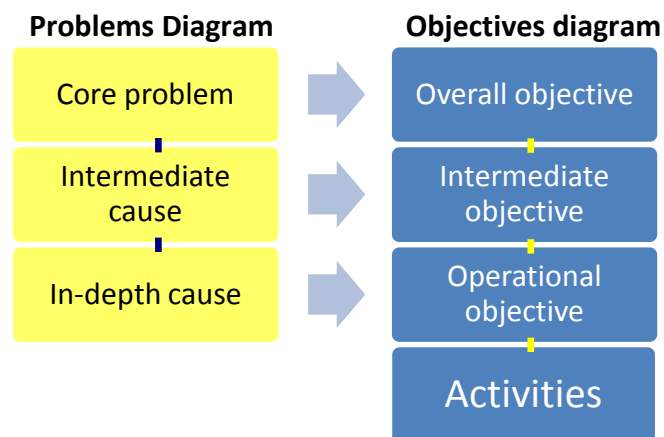 Problems Diagram
Objectives diagram
Core problem
Overall objective
Intermediate
cause
Intermediate
objective
In-depth cause
Operational
objective
Activities